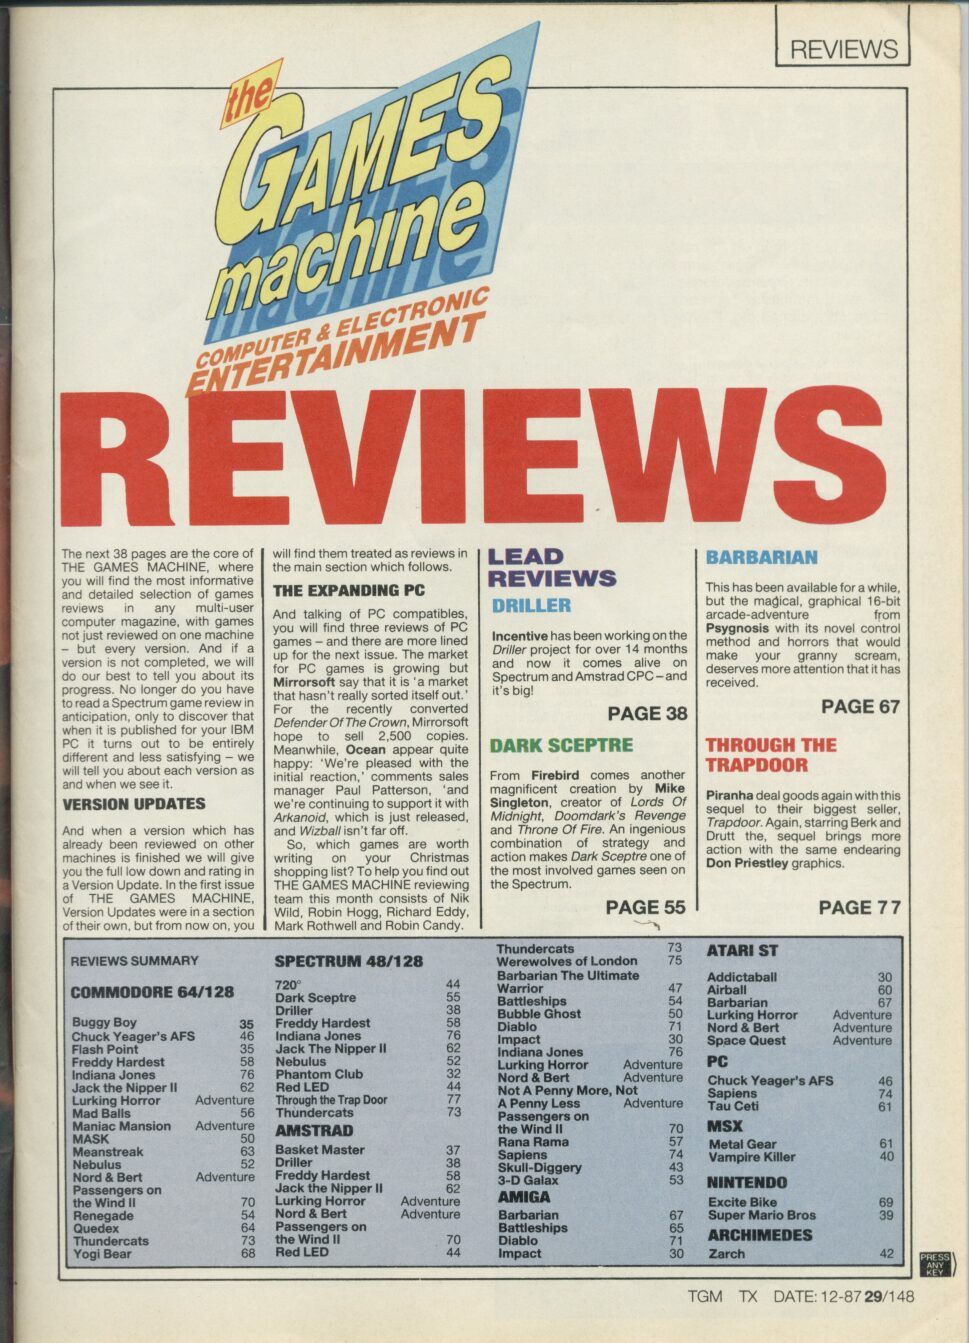 REVIEWS
the
GAMES
machine
COMPUTER & ELECTRONIC
ENTERTAINMENT
REVIEWS
The next 38 pages are the core of
THE GAMES MACHINE, where
you will find the most informative
and detailed selection of games
reviews in any multi-user
computer magazine, with games
not just reviewed on one machine
– but every version. And if a
version is not completed, we will
do our best to tell you about its
progress. No longer do you have
to read a Spectrum game review in
anticipation, only to discover that
when it is published for your IBM
PC it turns out to be entirely
different and less satisfying – we
will tell you about each version as
and when we see it.
VERSION UPDATES
And when a version which has
already been reviewed on other
machines is finished we will give
you the full low down and rating in
a Version Update. In the first issue
of THE GAMES MACHINE,
Version Updates were in a section
of their own, but from now on, you
will find them treated as reviews in
the main section which follows.
THE EXPANDING PC
And talking of PC compatibles,
you will find three reviews of PC
games – and there are more lined
up for the next issue. The market
for PC games is growing but
Mirrorsoft say that it is 'a market
that hasn't really sorted itself out.'
For the recently converted
Defender Of The Crown, Mirrorsoft
hope to sell 2,500 copies.
Meanwhile, Ocean appear quite
happy: 'We're pleased with the
initial reaction,' comments sales
manager Paul Patterson, 'and
we're continuing to support it with
Arkanoid, which is just released,
and Wizball isn't far off.
So, which games are worth
writing on your Christmas
shopping list? To help you find out
THE GAMES MACHINE reviewing
team this month consists of Nik
Wild, Robin Hogg, Richard Eddy,
Mark Rothwell and Robin Candy.
LEAD
REVIEWS
DRILLER
Incentive has been working on the
Driller project for over 14 months
and now it comes alive on
Spectrum and Amstrad CPC – and
it's big!
PAGE 38
DARK SCEPTRE
From Firebird comes another
magnificent creation by Mike
Singleton, creator of Lords Of
Midnight, Doomdark's Revenge
and Throne Of Fire. An ingenious
combination of strategy and
action makes Dark Sceptre one of
the most involved games seen on
the Spectrum.
PAGE 55
BARBARIAN
This has been available for a while,
but the magical, graphical 16-bit
arcade-adventure from
Psygnosis with its novel control
method and horrors that would
make your granny scream,
deserves more attention that it has
received.
PAGE 67
THROUGH THE
TRAPDOOR
Piranha deal goods again with this
sequel to their biggest seller,
Trapdoor. Again, starring Berk and
Drutt the, sequel brings more
action with the same endearing
Don Priestley graphics.
PAGE 77
REVIEWS SUMMARY
COMMODORE 64/128
Buggy Boy 35
Chuck Yeager's AFS 46
Flash Point 35
Freddy Hardest 58
Indiana Jones 76
Jack the Nipper II 62
Lurking Horror Adventure
Mad Balls 56
Maniac Mansion Adventure
MASK 50
Meanstreak 63
Nebulus 52
Nord & Bert Adventure
Passengers on
the Wind II 70
Renegade 54
Quedex 64
Thundercats 73
Yogi Bear 68
SPECTRUM 48/128
720° 44
Dark Sceptre 55
Driller 38
Freddy Hardest 58
Indiana Jones 76
Jack The Nipper II 62
Nebulus 52
Phantom Club 32
Red LED 44
Through the Trap Door 77
Thundercats 73
AMSTRAD
Basket Master 37
Driller 38
Freddy Hardest 58
Jack the Nipper II 62
Lurking Horror Adventure
Nord & Bert Adventure
Passengers on
the Wind II 70
Red LED 44
Thundercats 73
Werewolves of London 75
Barbarian The Ultimate
Warrior 47
Battleships 54
Bubble Ghost 50
Diablo 71
Impact 30
Indiana Jones 76
Lurking Horror Adventure
Nord & Bert Adventure
Not A Penny More, Not
A Penny Less Adventure
Passengers on
the Wind II 70
Rana Rama 57
Sapiens 74
Skull-Diggery 43
3-D Galax 53
AMIGA
Barbarian 67
Battleships 65
Diablo 71
Impact 30
ATARI ST
Addictaball 30
Airball 60
Barbarian 67
Lurking Horror Adventure
Nord & Bert Adventure
Space Quest Adventure
PC
Chuck Yeager's AFS 46
Sapiens 74
Tau Ceti 61
MSX
Metal Gear 61
Vampire Killer 40
NINTENDO
Excite Bike 69
Super Mario Bros 39
ARCHIMEDES
Zarch 42
PRESS
ANY
KEY
TGM TX DATE: 12-87 29/148